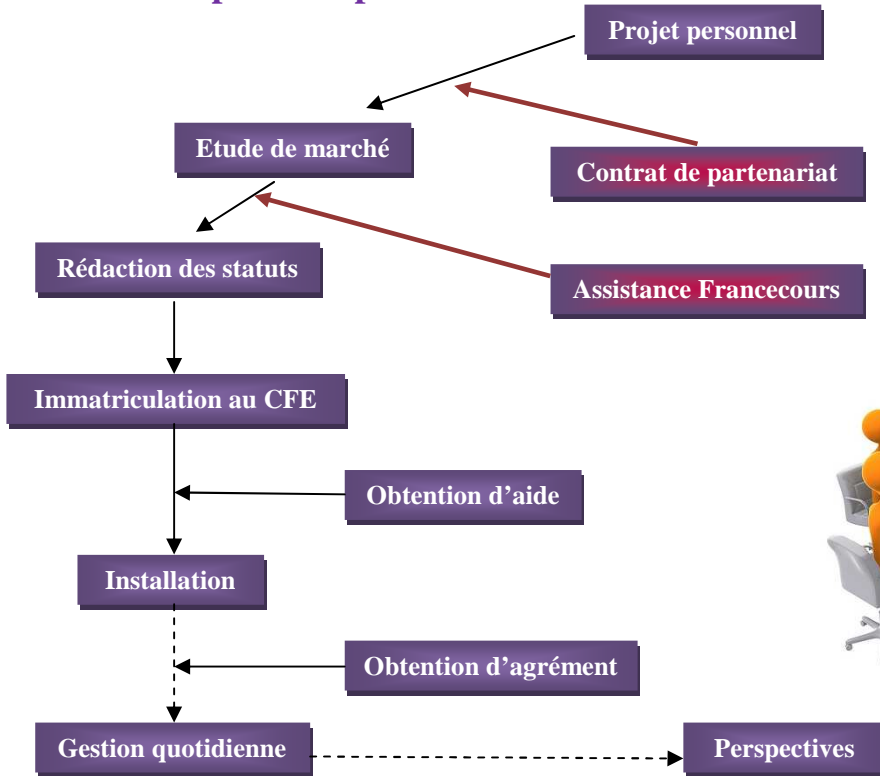 Projet personnel
Etude de marché
Contrat de partenariat
Rédaction des statuts
Assistance Francecours
Immatriculation au CFE
Obtention d’aide
Installation
Obtention d’agrément
Gestion quotidienne
Perspectives